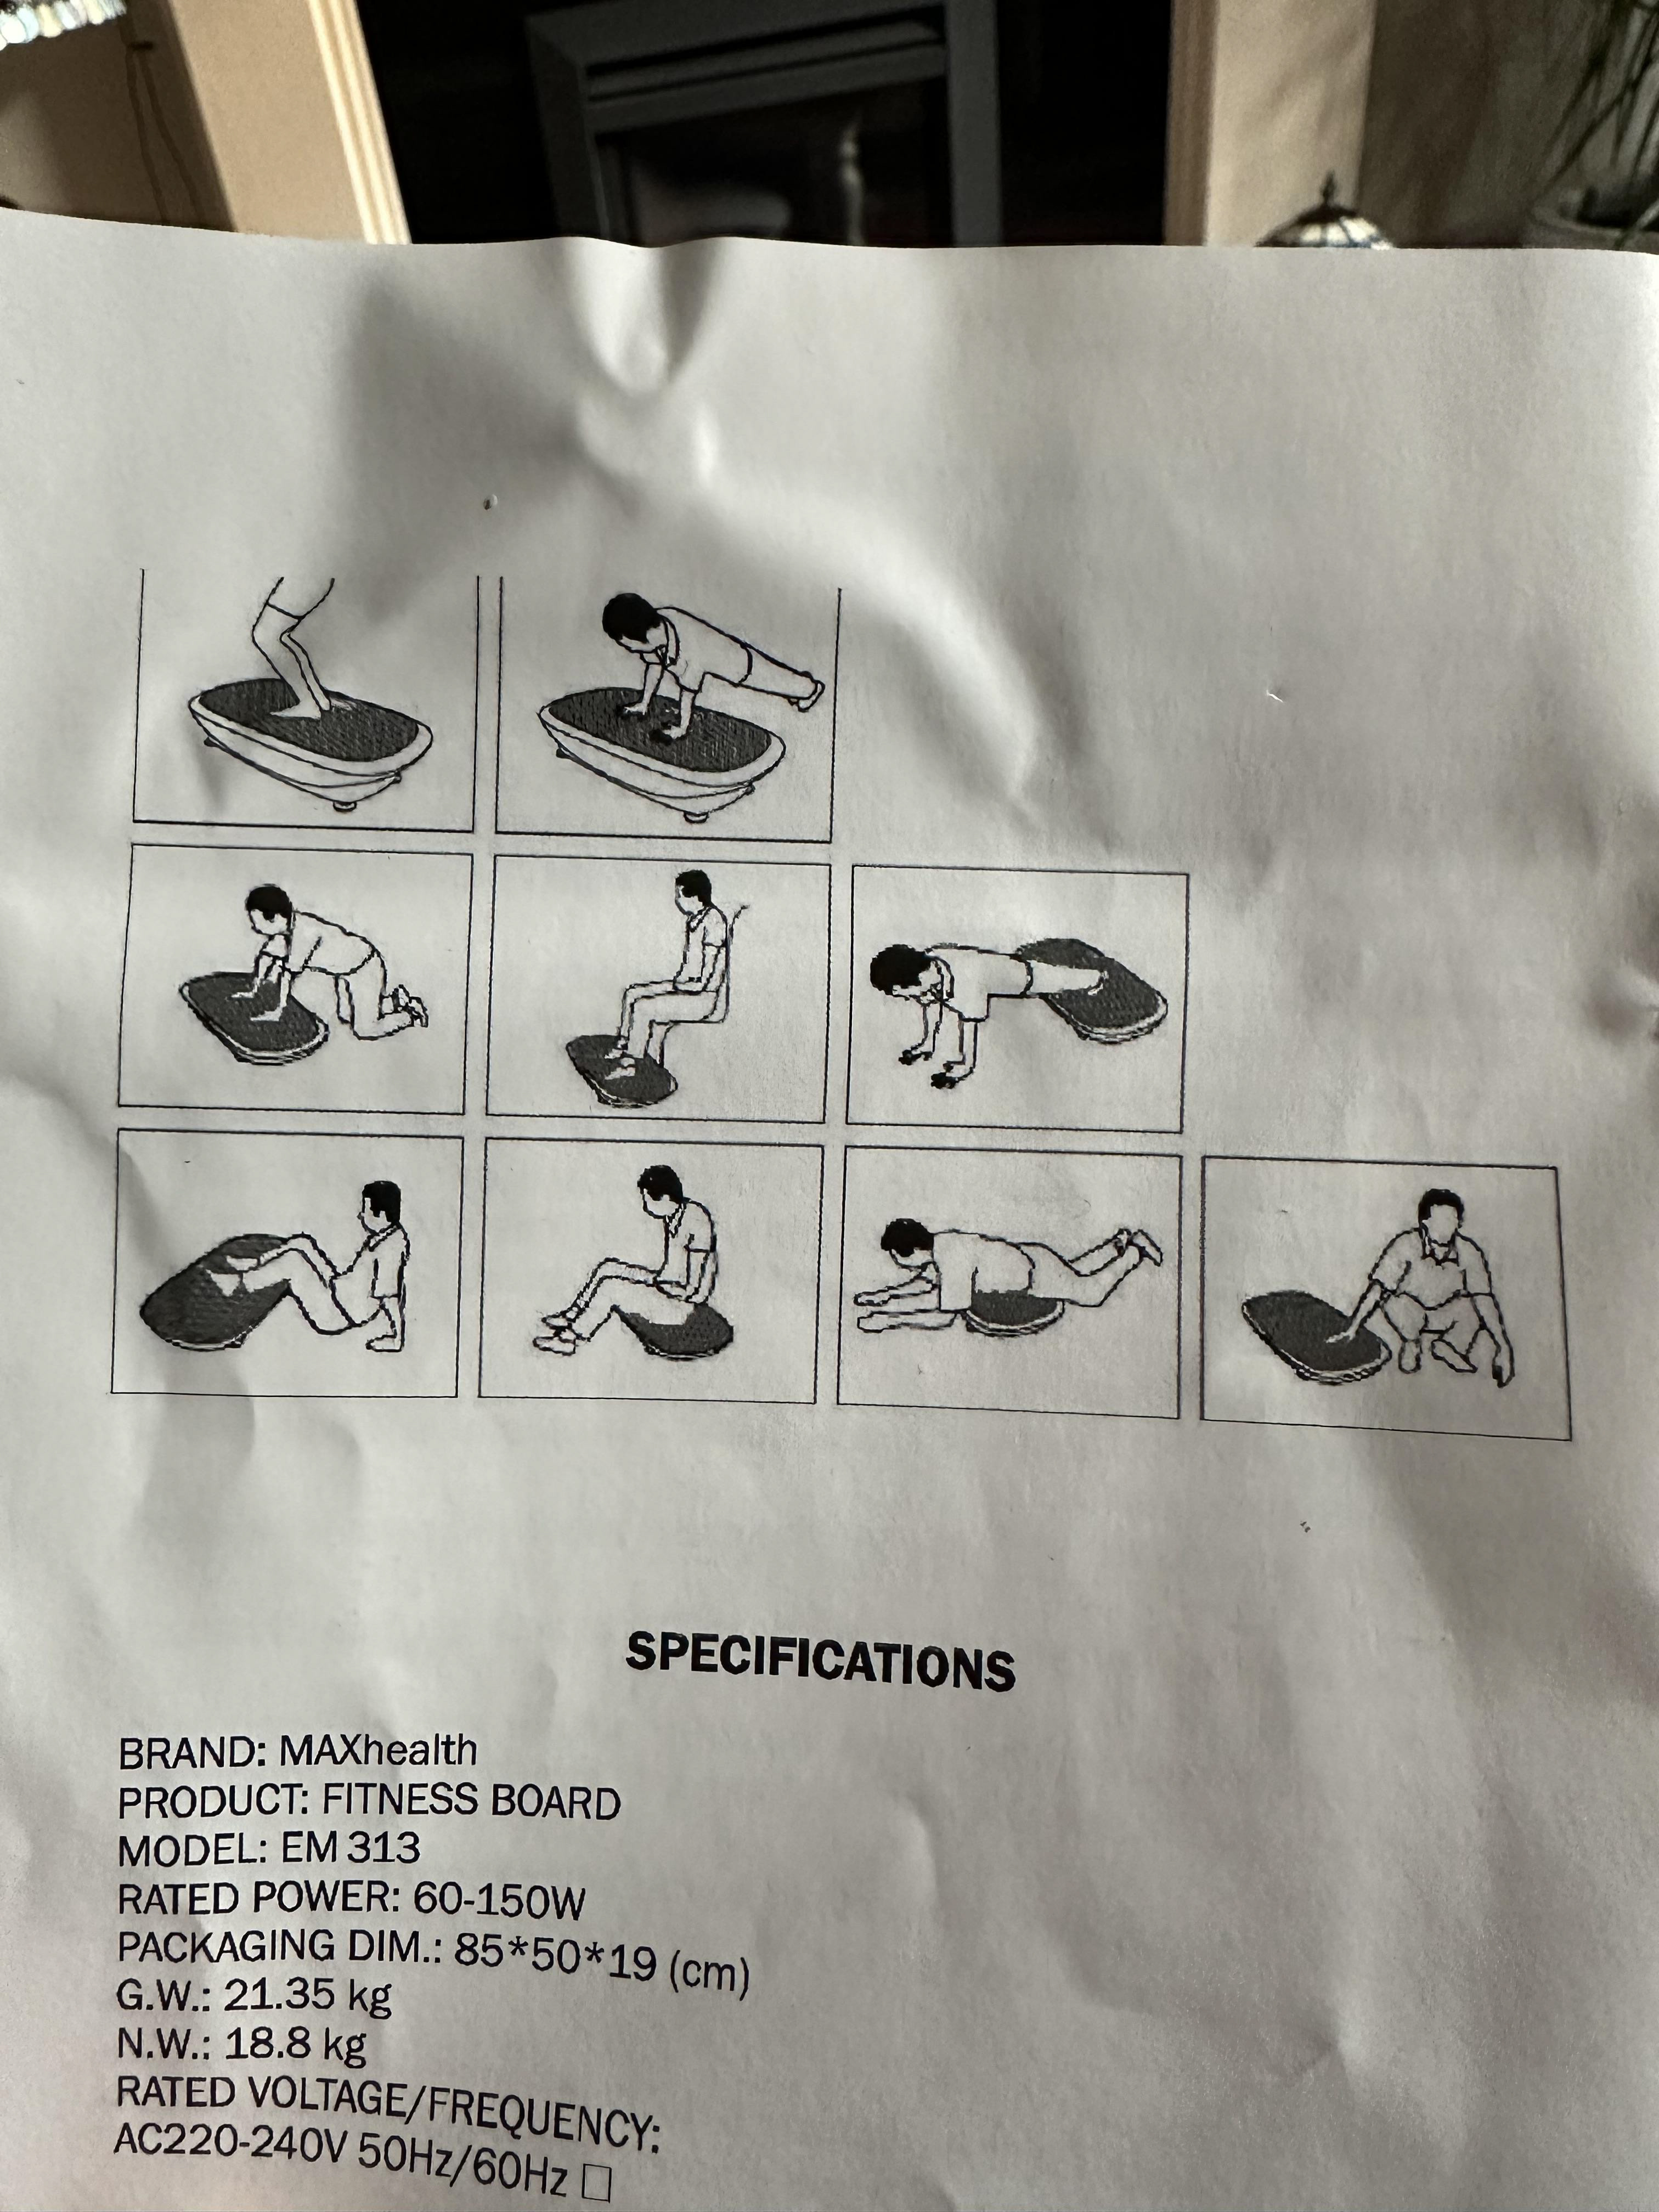 SPECIFICATIONS
BRAND: MAXhealth
PRODUCT: FITNESS BOARD
MODEL: EM 313
RATED POWER: 60-150W
PACKAGING DIM.: 85*50*19 (cm)
G.W.: 21.35 kg
N.W.: 18.8 kg
RATED VOLTAGE/FREQUENCY:
AC220-240V 50Hz/60Hz □